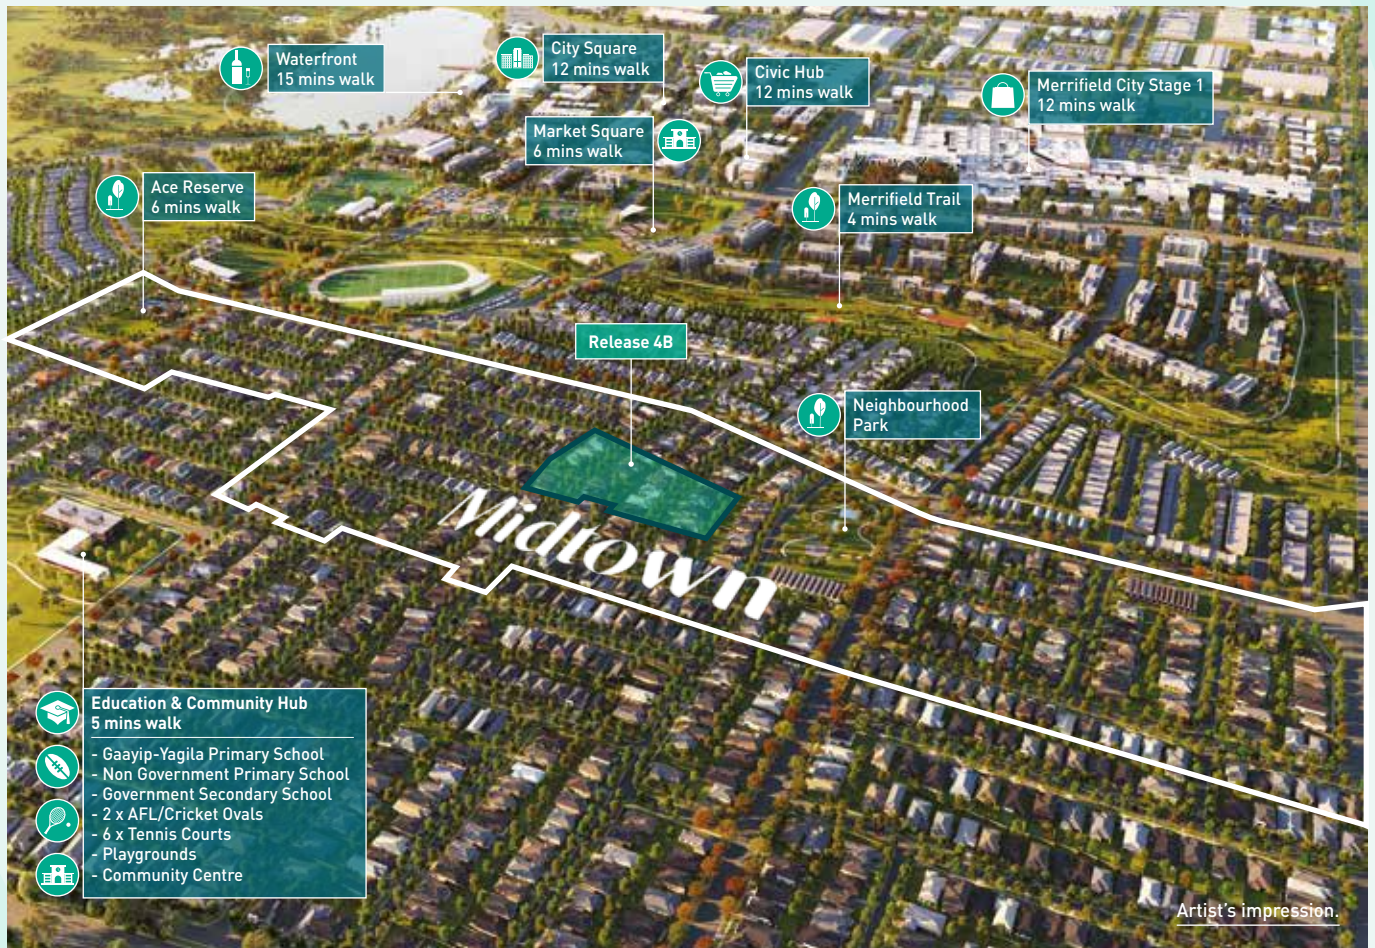 Waterfront
15 mins walk
City Square
12 mins walk
Civic Hub
12 mins walk
Merrifield City Stage 1
12 mins walk
Market Square
6 mins walk
Ace Reserve
6 mins walk
Merrifield Trail
4 mins walk
Release 4B
Neighbourhood
Park
Midtown
Education & Community Hub
5 mins walk
- Gaayip-Yagila Primary School
- Non Government Primary School
- Government Secondary School
- 2 x AFL/Cricket Ovals
- 6 x Tennis Courts
- Playgrounds
- Community Centre
Artist's impression.